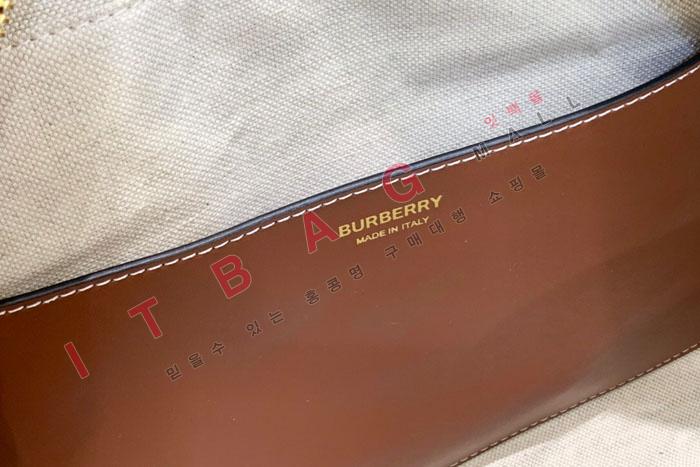 잇백몰
ITBAG MALL
BURBERRY
MADE IN ITALY
믿을수 있는 홍콩명 구매대행 쇼핑몰